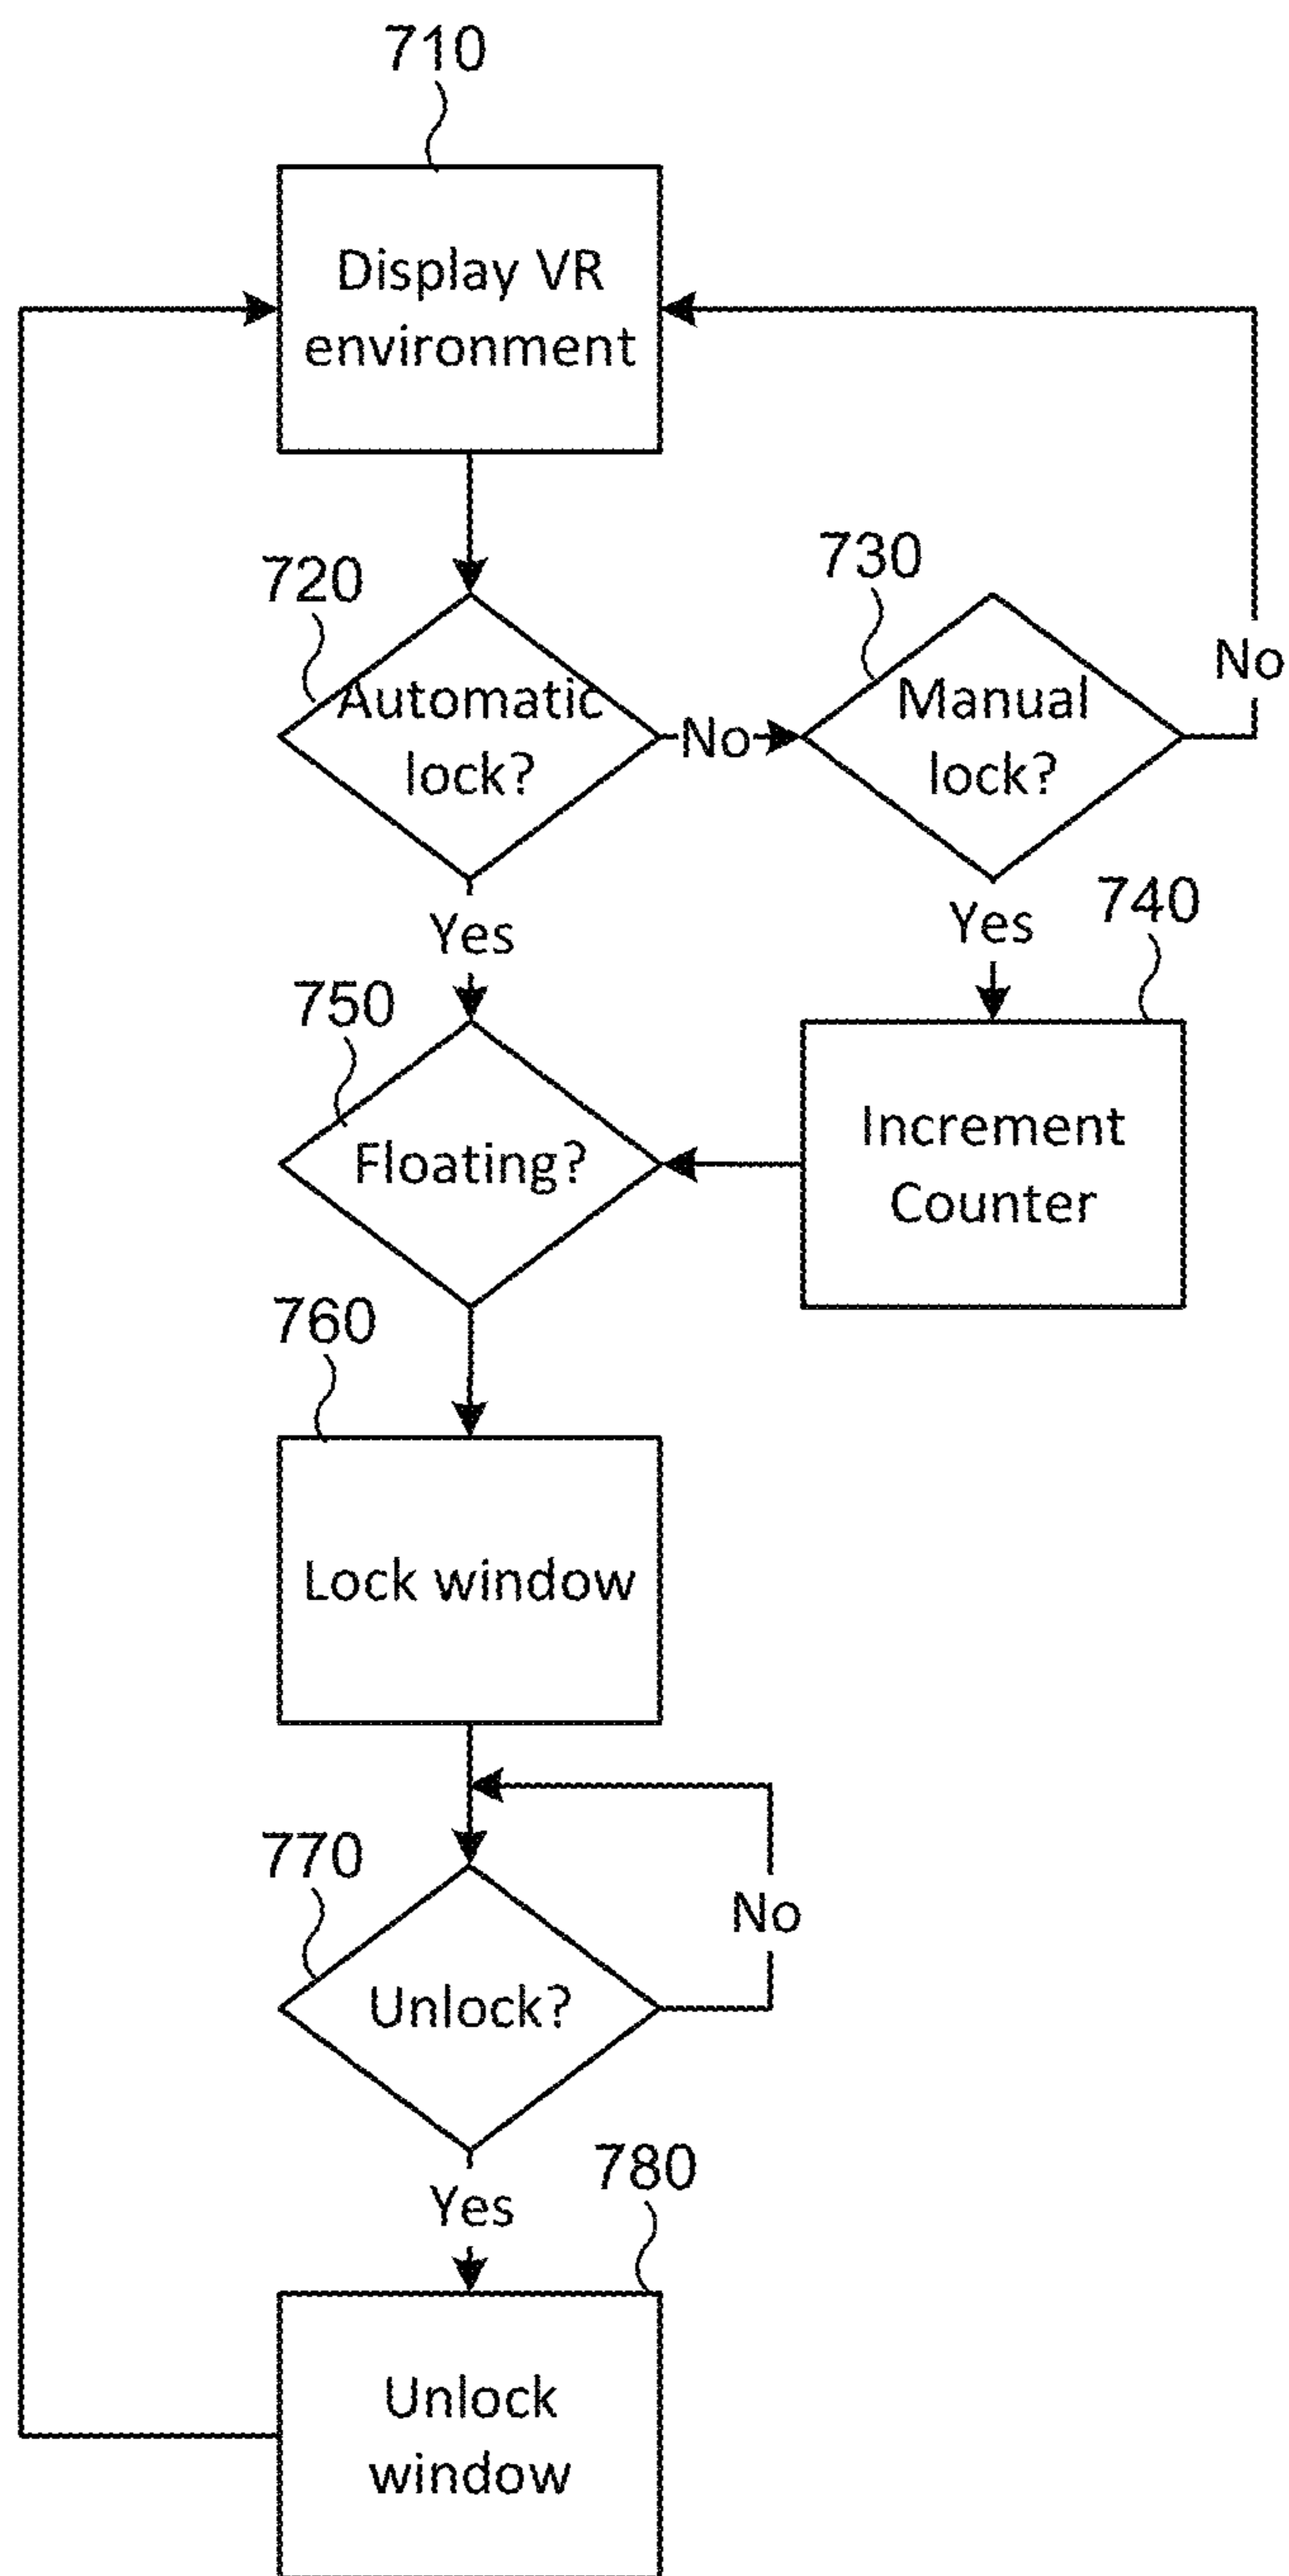 710
Display VR
environment
720
Automatic
lock?
No
730
Manual
lock?
No
Yes
Yes
740
Increment
Counter
750
Floating?
760
Lock window
770
Unlock?
No
Yes
780
Unlock
window